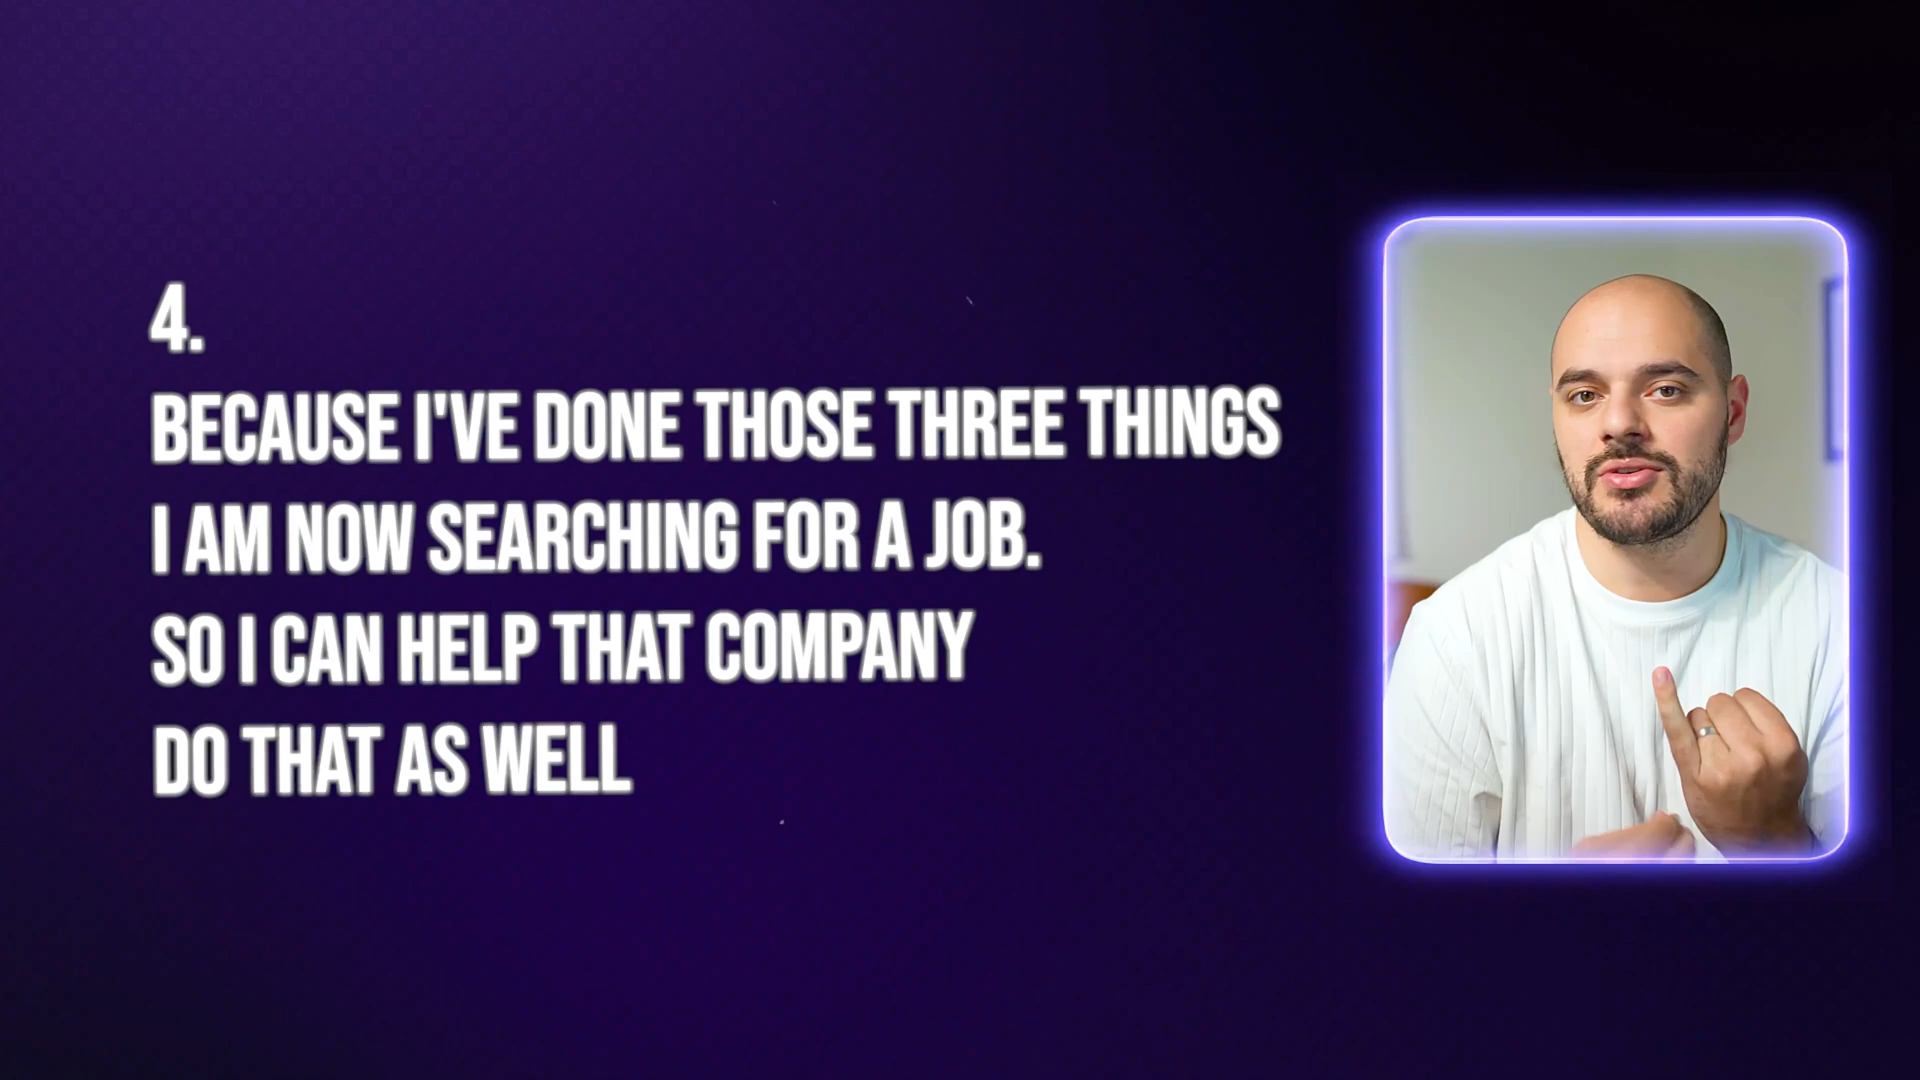 4.
BECAUSE I'VE DONE THOSE THREE THINGS
I AM NOW SEARCHING FOR A JOB.
SO I CAN HELP THAT COMPANY
DO THAT AS WELL